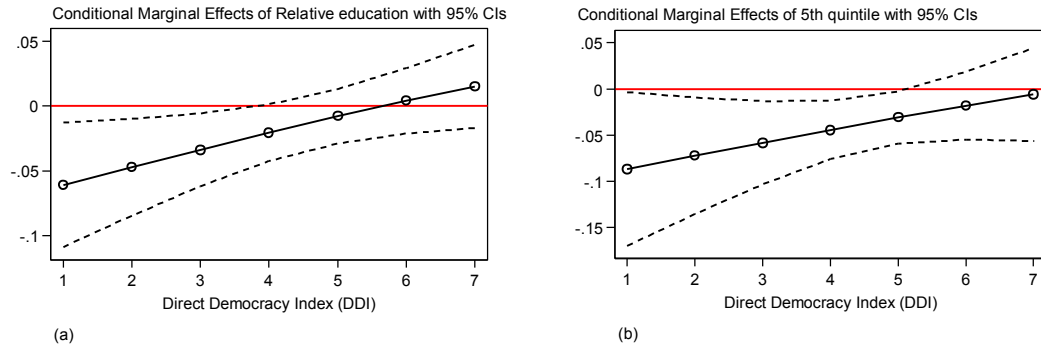 Conditional Marginal Effects of Relative education with 95% CIs
.05
0
-.05
-.1
1 2 3 4 5 6 7
Direct Democracy Index (DDI)
(a)
Conditional Marginal Effects of 5th quintile with 95% CIs
.05
0
-.05
-.1
-.15
1 2 3 4 5 6 7
Direct Democracy Index (DDI)
(b)